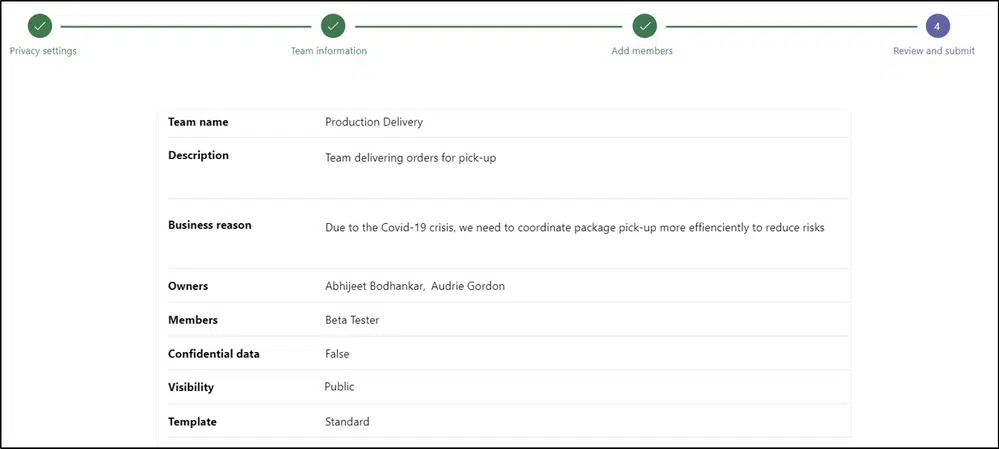 4
Privacy settings Team information Add members Review and submit
Team name Production Delivery
Description Team delivering orders for pick-up
Business reason Due to the Covid-19 crisis, we need to coordinate package pick-up more effienciently to reduce risks
Owners Abhijeet Bodhankar, Audrie Gordon
Members Beta Tester
Confidential data False
Visibility Public
Template Standard